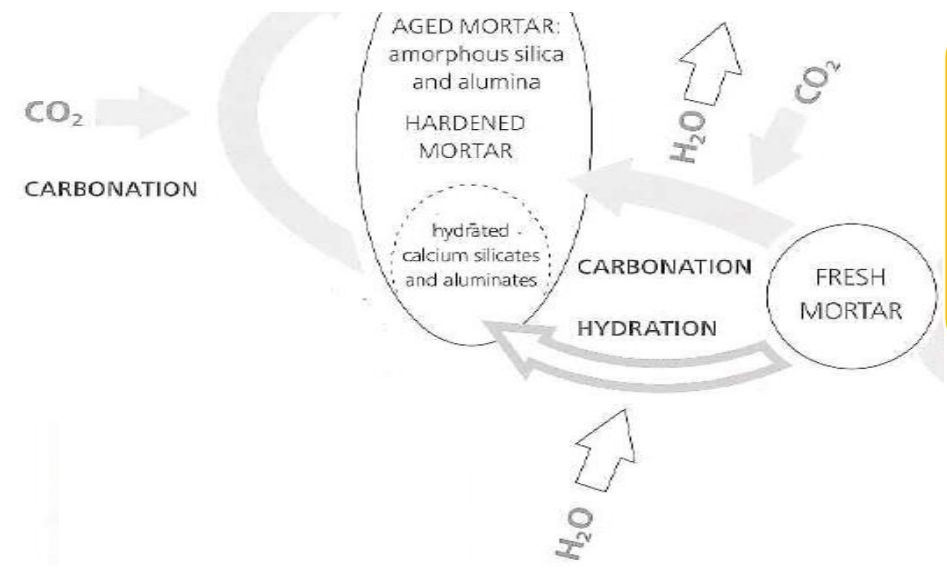 AGED MORTAR:
amorphous silica
and alumina
HARDENED
MORTAR
hydrated
calcium silicates
and aluminates
CO₂
CARBONATION
H₂O
CO₂
CARBONATION
HYDRATION
FRESH
MORTAR
H₂O